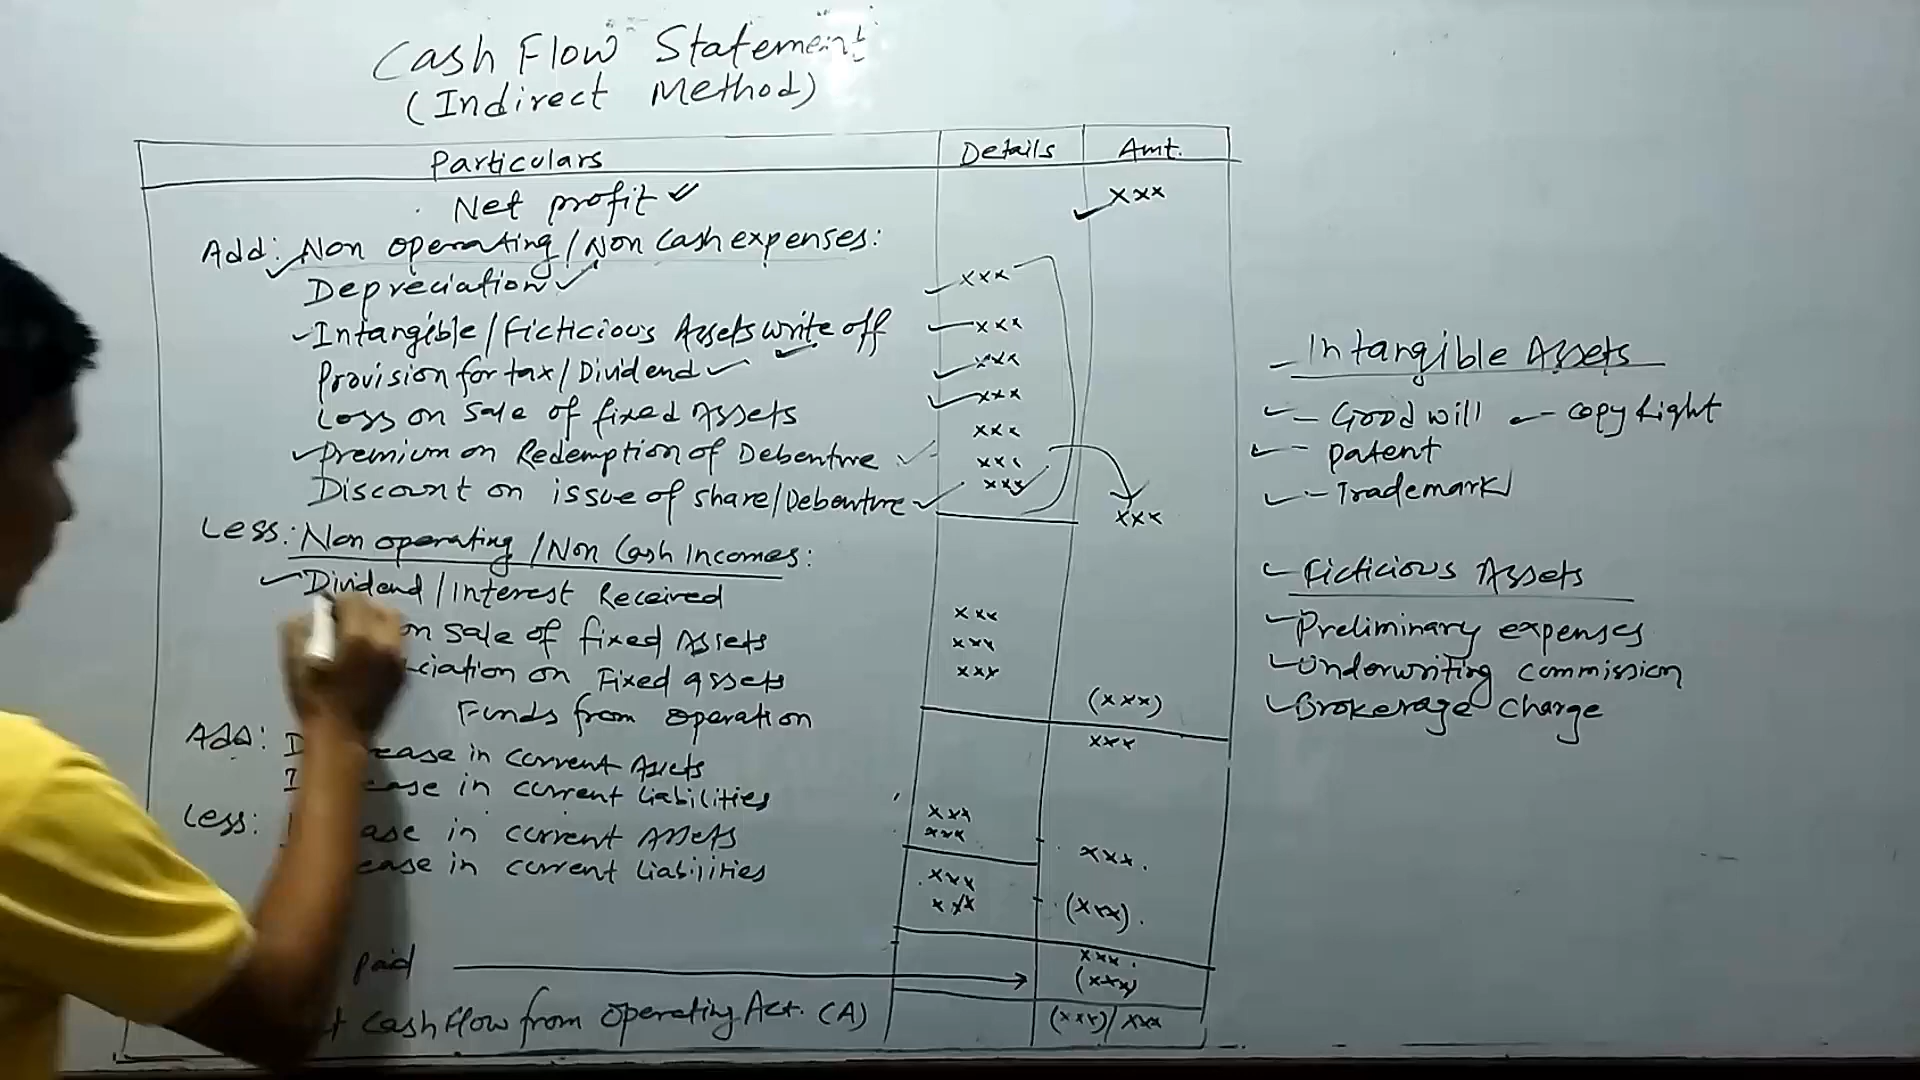 Cash Flow Statement
(Indirect Method)
Particulars Details Amt.
Net profit xxx
Add: Non operating/Non Cash expenses:
Depreciation xxx
Intangible/Ficticious Assets write off xxx
Provision for tax/Dividend xxx
Loss on Sale of fixed Assets xxx
Premium on Redemption of Debenture xxx
xxx
Discount on issue of share/Debenture xxx xxx
Less: Non operating/Non Cash Incomes:
Dividend/Interest Received xxx
on Sale of fixed Assets xxx
ciation on Fixed assets xxx (xxx)
Funds from operation xxx
Add: D ease in current Assets xxx
I ease in current liabilities xxx xxx.
Less: ase in current Assets xxx
ease in current liabilities xxx (xxx).
xxx.
paid (xxx)
t Cash flow from operating Act. (A) (xxx)/xxx
Intangible Assets
- Good will - Copy Right
- Patent
- Trademark
Ficticious Assets
Preliminary expenses
Underwriting commission
Brokerage Charge